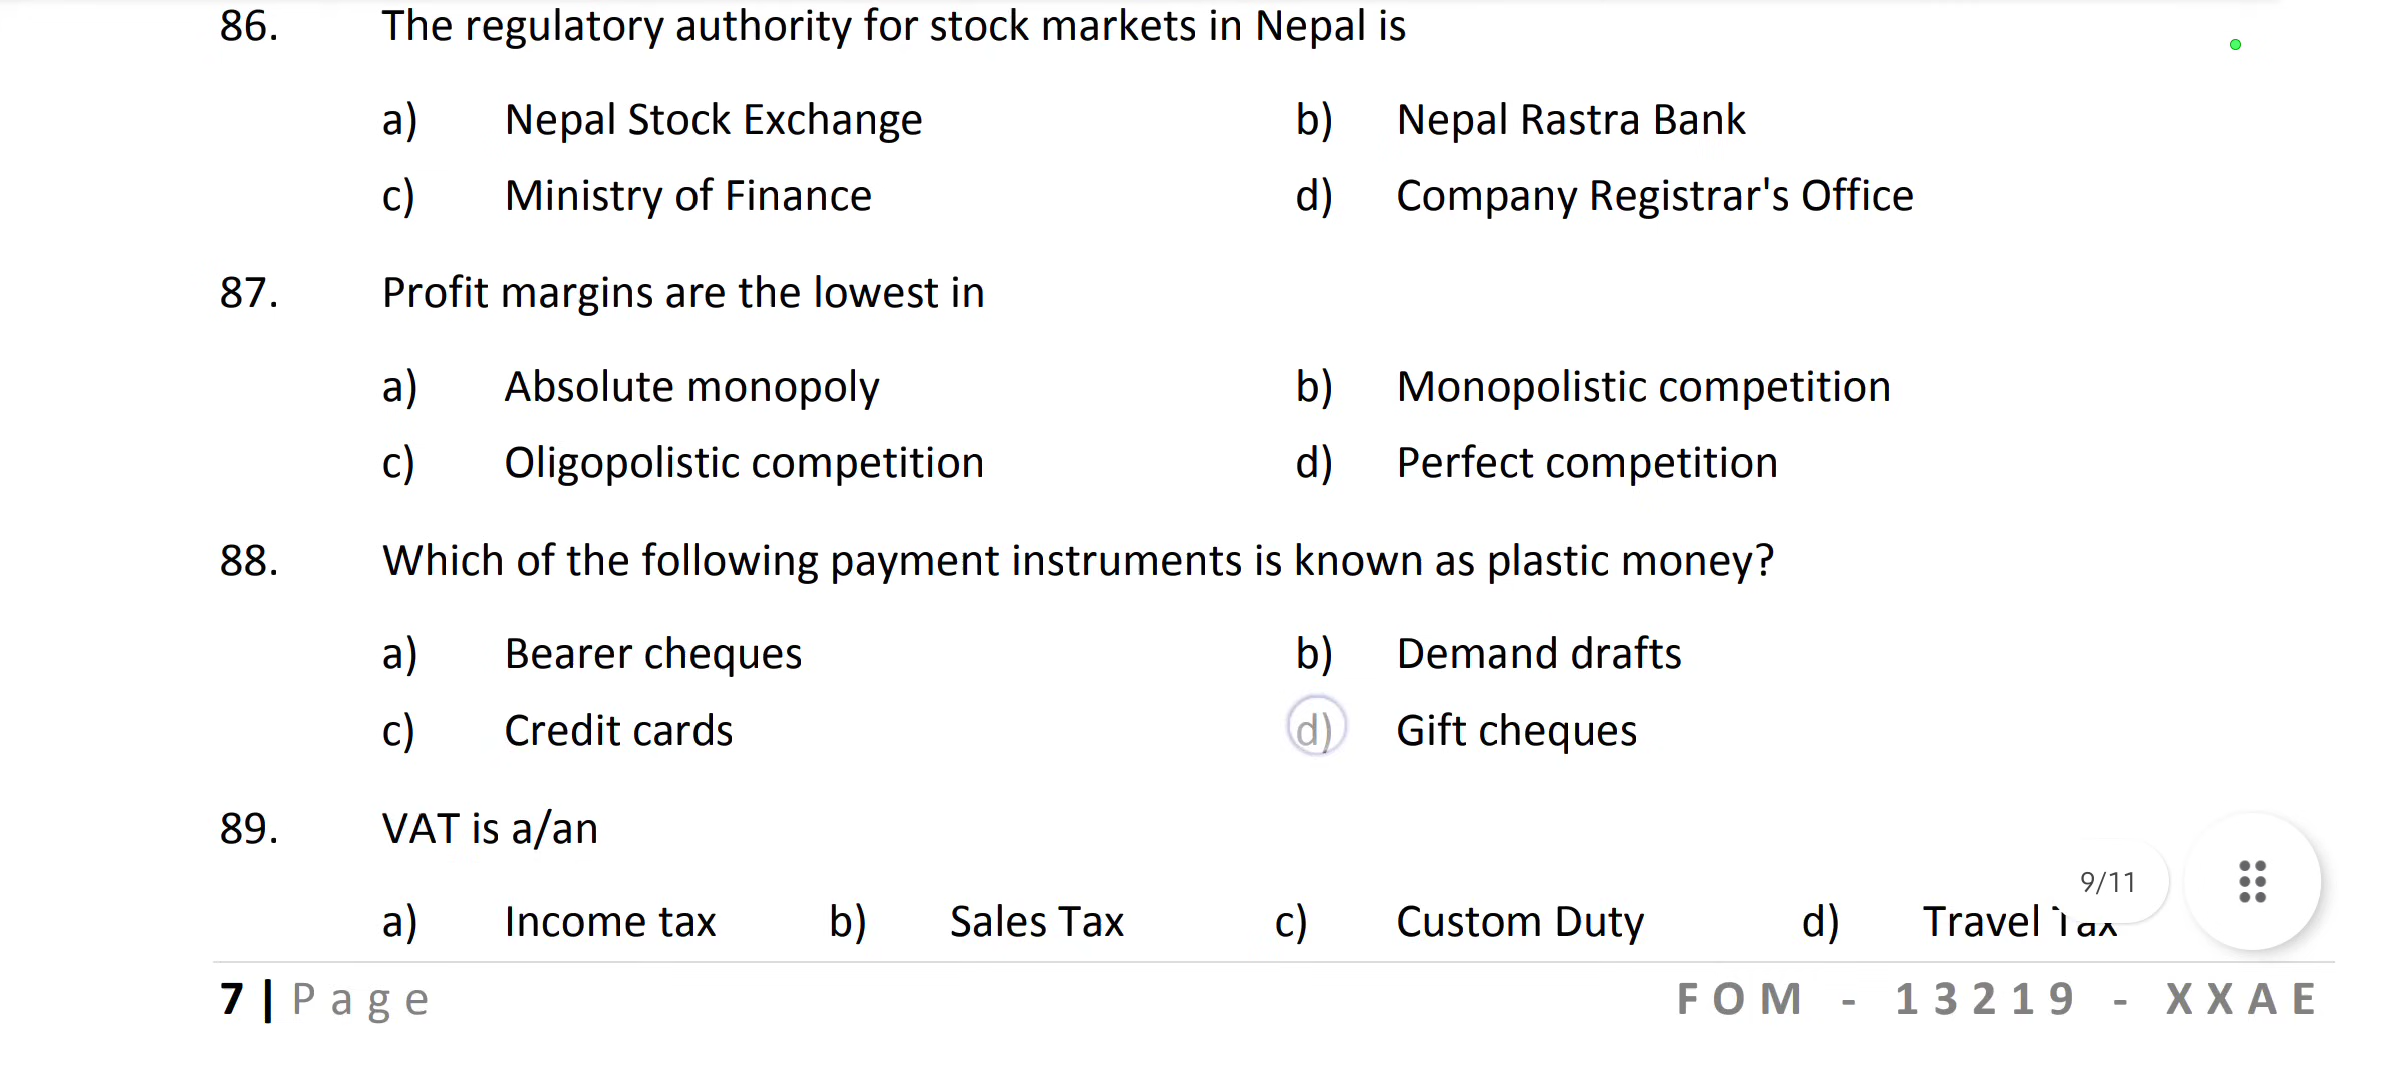 86. The regulatory authority for stock markets in Nepal is
a) Nepal Stock Exchange b) Nepal Rastra Bank
c) Ministry of Finance d) Company Registrar's Office
87. Profit margins are the lowest in
a) Absolute monopoly b) Monopolistic competition
c) Oligopolistic competition d) Perfect competition
88. Which of the following payment instruments is known as plastic money?
a) Bearer cheques b) Demand drafts
c) Credit cards d) Gift cheques
89. VAT is a/an
9/11
a) Income tax b) Sales Tax c) Custom Duty d) Travel Tax
7 | Page FOM - 13219 - XXAE